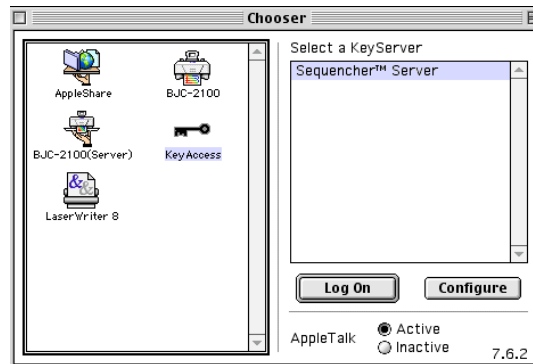 Chooser
AppleShare
BJC-2100
BJC-2100(Server)
KeyAccess
LaserWriter 8
Select a KeyServer
Sequencher™ Server
Log On
Configure
AppleTalk
Active
Inactive
7.6.2